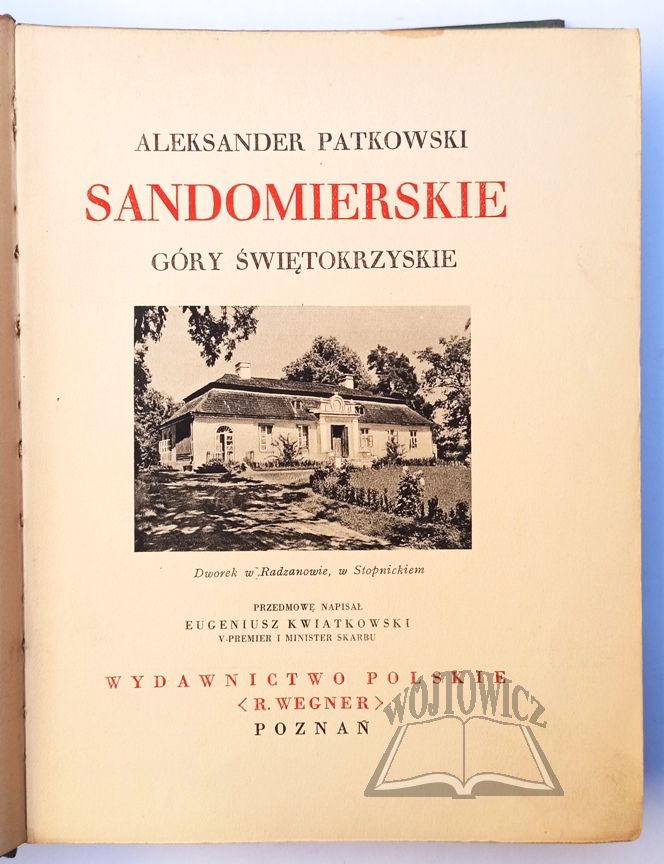 ALEKSANDER PATKOWSKI
SANDOMIERSKIE
GÓRY ŚWIĘTOKRZYSKIE
Dworek w Radzanowie, w Stopnickiem
PRZEDMOWĘ NAPISAŁ
EUGENIUSZ KWIATKOWSKI
V-PREMIER I MINISTER SKARBU
WYDAWNICTWO POLSKIE
<R. WEGNER>
POZNAŃ
WÓJTOWICZ